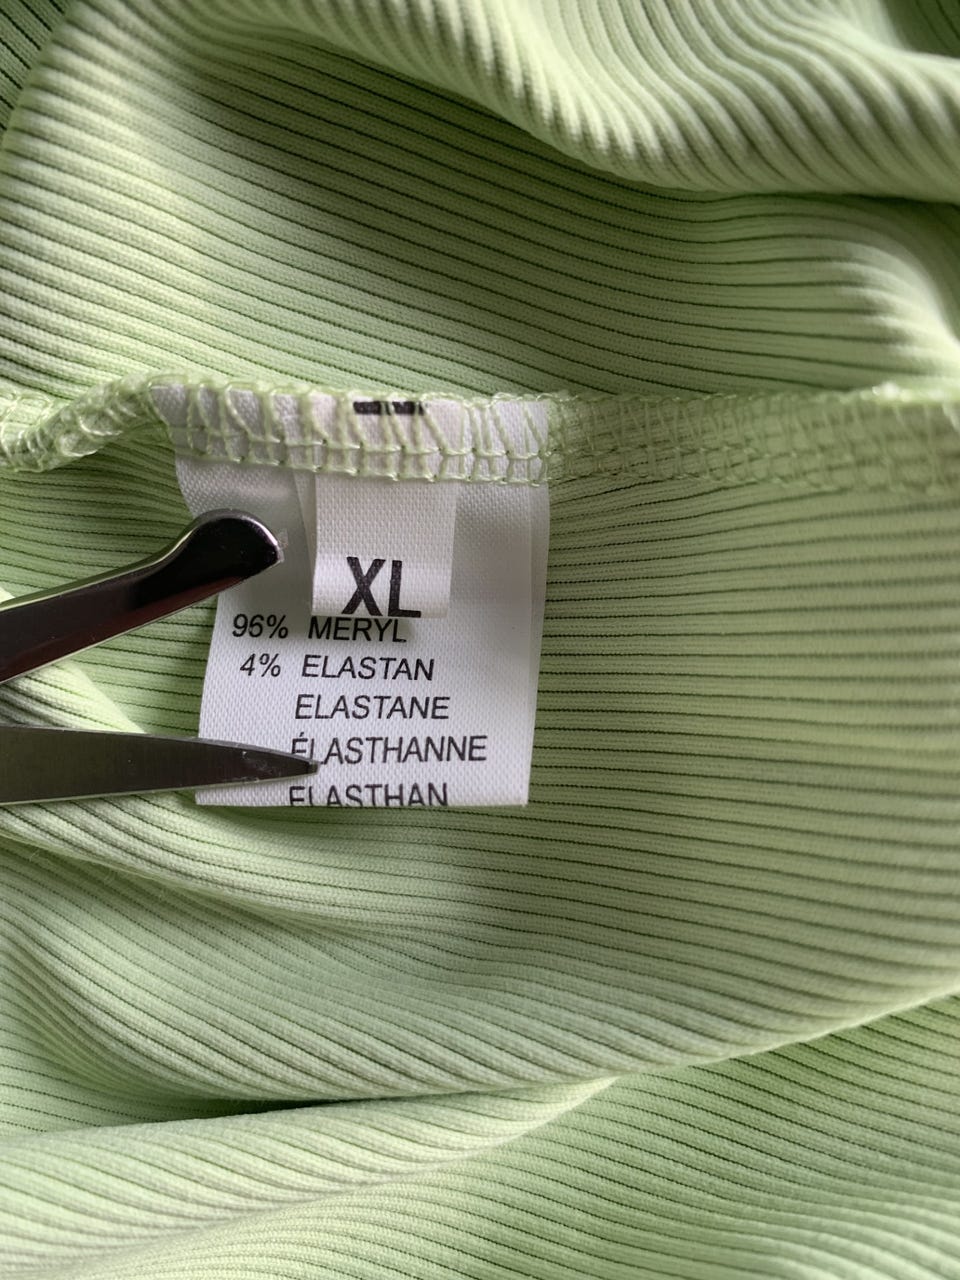 XL
96% MERYL
4% ELASTAN
ELASTANE
ÉLASTHANNE
ELASTHAN